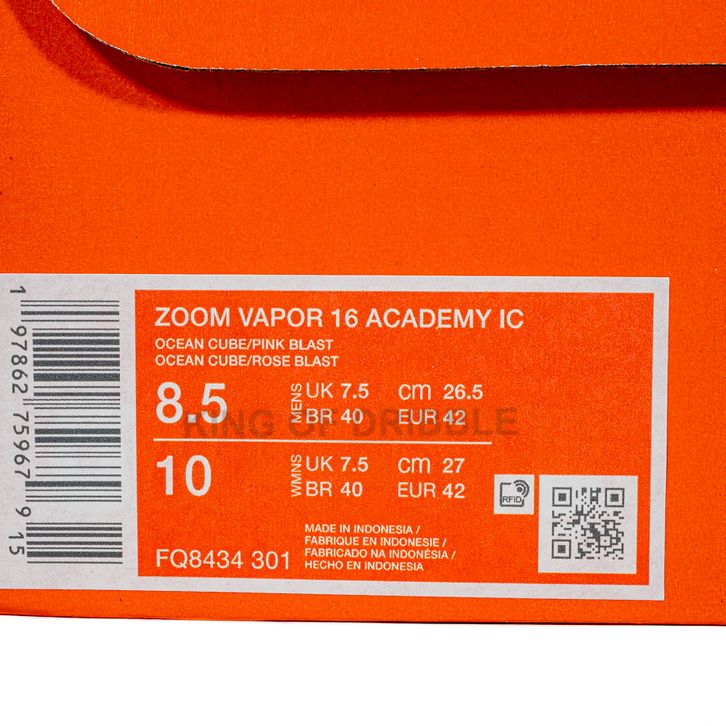 ZOOM VAPOR 16 ACADEMY IC
OCEAN CUBE/PINK BLAST
OCEAN CUBE/ROSE BLAST
8.5 MENS UK 7.5 cm 26.5
BR 40 EUR 42
KING OF DRIBBLE
10 WMNS UK 7.5 cm 27
BR 40 EUR 42
RFID
MADE IN INDONESIA /
FABRIQUE EN INDONESIE /
FABRICADO NA INDONÉSIA /
HECHO EN INDONESIA
FQ8434 301
1 97862 75967 9 15